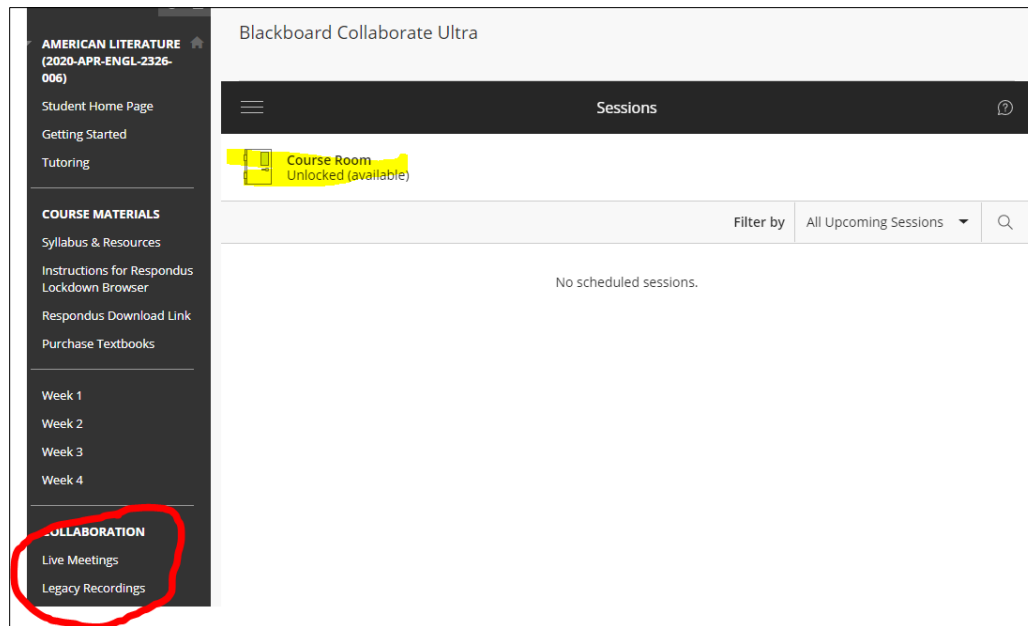 AMERICAN LITERATURE
(2020-APR-ENGL-2326-
006)
Student Home Page
Getting Started
Tutoring
COURSE MATERIALS
Syllabus & Resources
Instructions for Respondus
Lockdown Browser
Respondus Download Link
Purchase Textbooks
Week 1
Week 2
Week 3
Week 4
COLLABORATION
Live Meetings
Legacy Recordings
Blackboard Collaborate Ultra
Sessions
Course Room
Unlocked (available)
Filter by All Upcoming Sessions
No scheduled sessions.